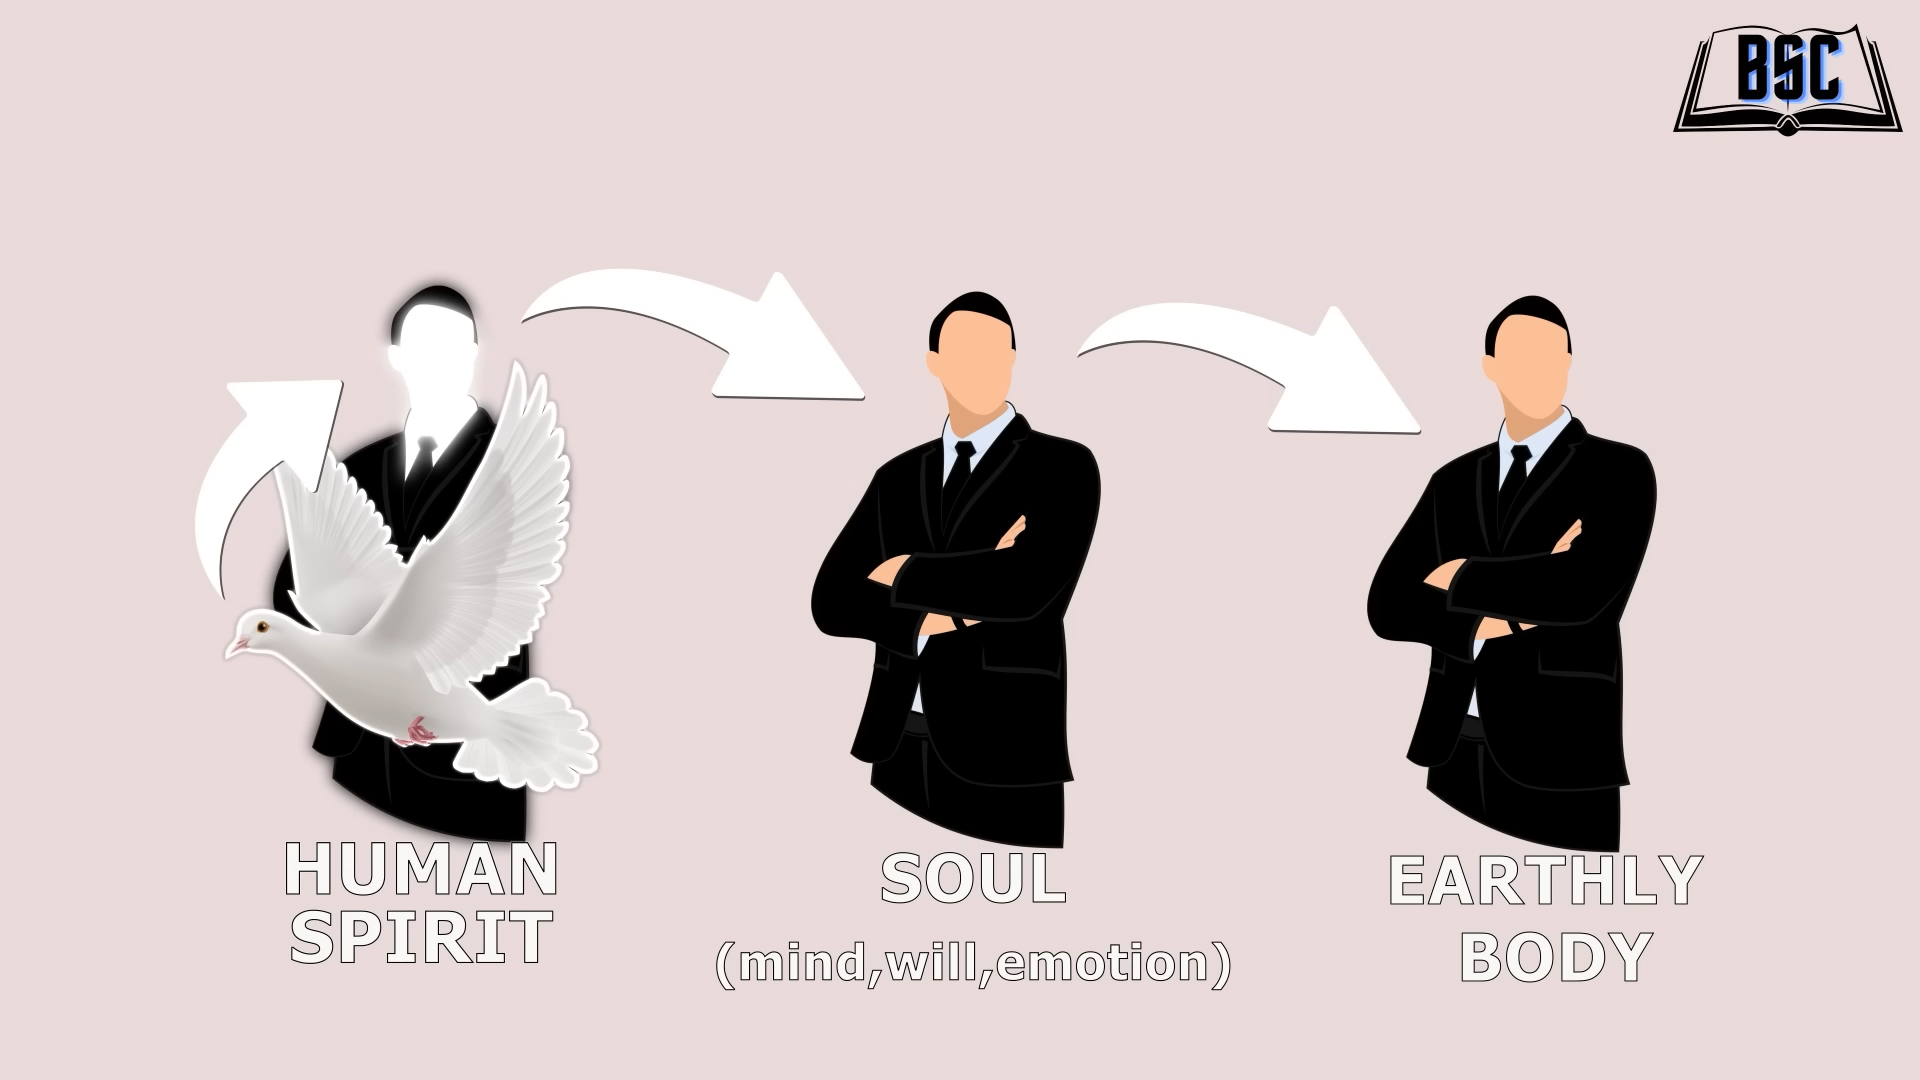 BSC
HUMAN
SPIRIT
SOUL
(mind,will,emotion)
EARTHLY
BODY